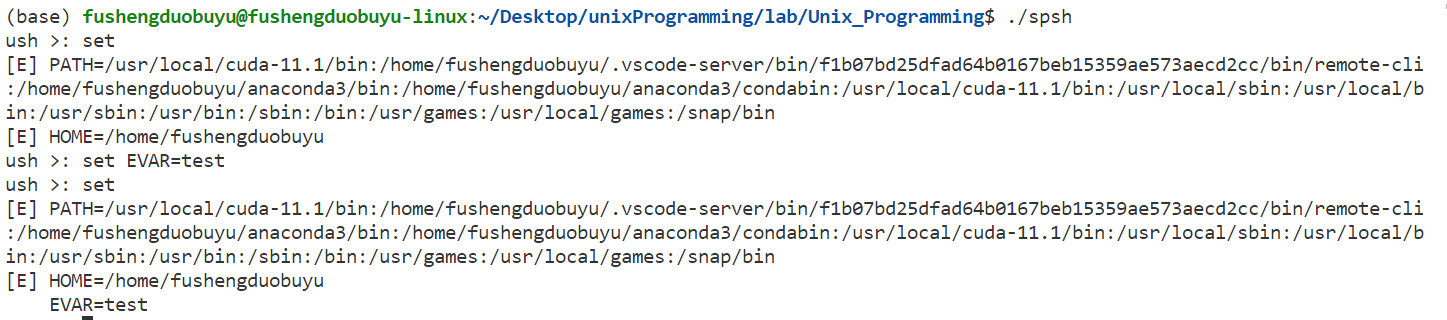 (base) fushengduobuyu@fushengduobuyu-linux:~/Desktop/unixProgramming/lab/Unix_Programming$ ./spsh
ush >: set
[E] PATH=/usr/local/cuda-11.1/bin:/home/fushengduobuyu/.vscode-server/bin/f1b07bd25dfad64b0167beb15359ae573aecd2cc/bin/remote-cli
:/home/fushengduobuyu/anaconda3/bin:/home/fushengduobuyu/anaconda3/condabin:/usr/local/cuda-11.1/bin:/usr/local/sbin:/usr/local/b
in:/usr/sbin:/usr/bin:/sbin:/bin:/usr/games:/usr/local/games:/snap/bin
[E] HOME=/home/fushengduobuyu
ush >: set EVAR=test
ush >: set
[E] PATH=/usr/local/cuda-11.1/bin:/home/fushengduobuyu/.vscode-server/bin/f1b07bd25dfad64b0167beb15359ae573aecd2cc/bin/remote-cli
:/home/fushengduobuyu/anaconda3/bin:/home/fushengduobuyu/anaconda3/condabin:/usr/local/cuda-11.1/bin:/usr/local/sbin:/usr/local/b
in:/usr/sbin:/usr/bin:/sbin:/bin:/usr/games:/usr/local/games:/snap/bin
[E] HOME=/home/fushengduobuyu
    EVAR=test